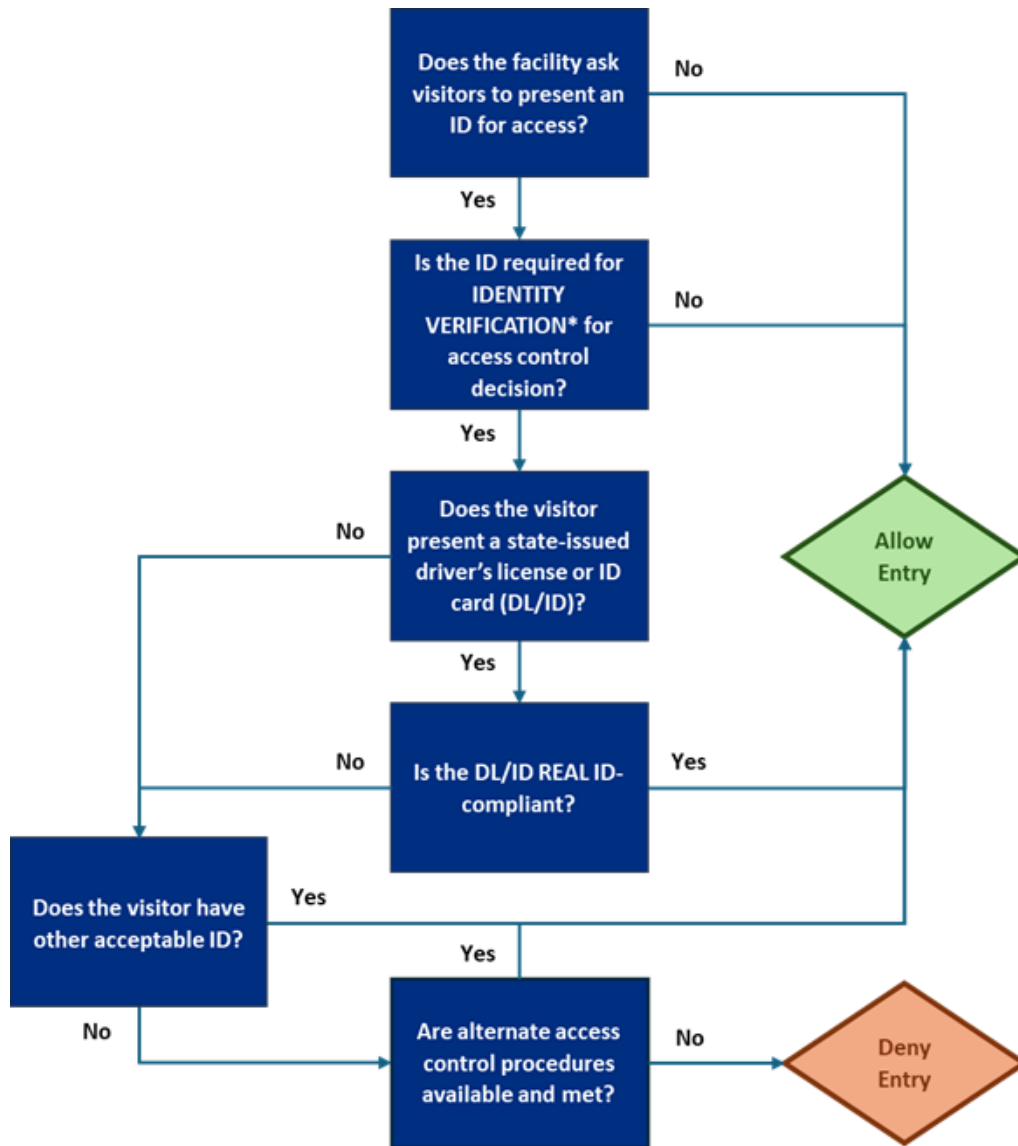 Does the facility ask
visitors to present an
ID for access?
No
Yes
Is the ID required for
IDENTITY
VERIFICATION* for
access control
decision?
No
Yes
Does the visitor
present a state-issued
driver's license or ID
card (DL/ID)?
No
Allow
Entry
Yes
Is the DL/ID REAL ID-
compliant?
No
Yes
Does the visitor have
other acceptable ID?
Yes
No
Yes
Are alternate access
control procedures
available and met?
No
Deny
Entry